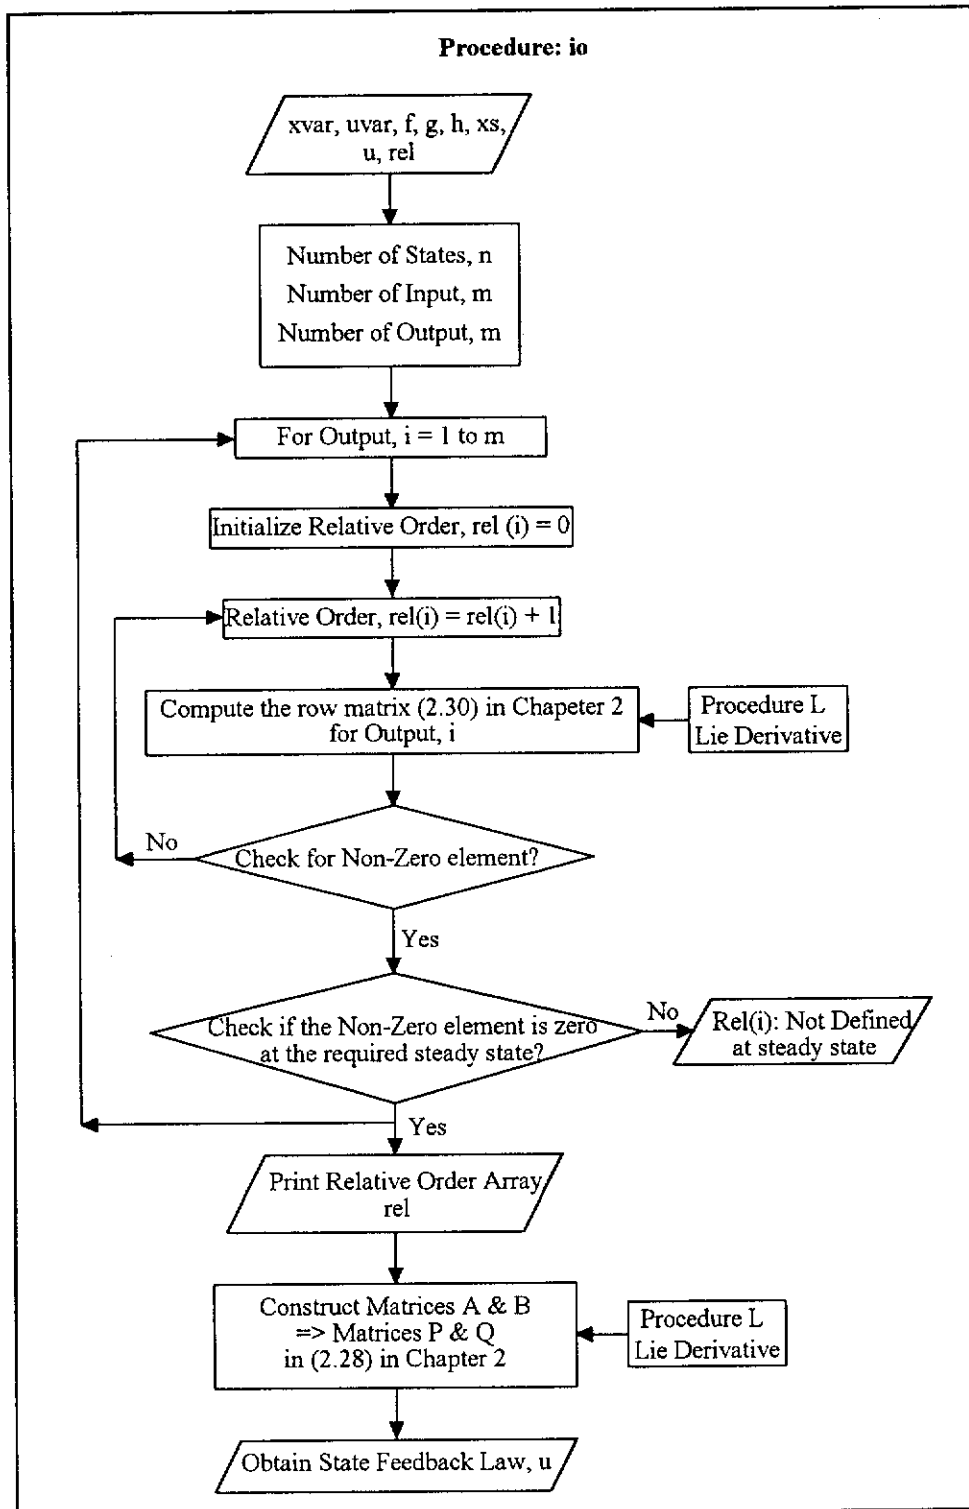 Procedure: io
xvar, uvar, f, g, h, xs,
u, rel
Number of States, n
Number of Input, m
Number of Output, m
For Output, i = 1 to m
Initialize Relative Order, rel (i) = 0
Relative Order, rel(i) = rel(i) + 1
Compute the row matrix (2.30) in Chapeter 2
for Output, i
Procedure L
Lie Derivative
No
Check for Non-Zero element?
Yes
Check if the Non-Zero element is zero
at the required steady state?
No
Rel(i): Not Defined
at steady state
Yes
Print Relative Order Array
rel
Construct Matrices A & B
=> Matrices P & Q
in (2.28) in Chapter 2
Procedure L
Lie Derivative
Obtain State Feedback Law, u